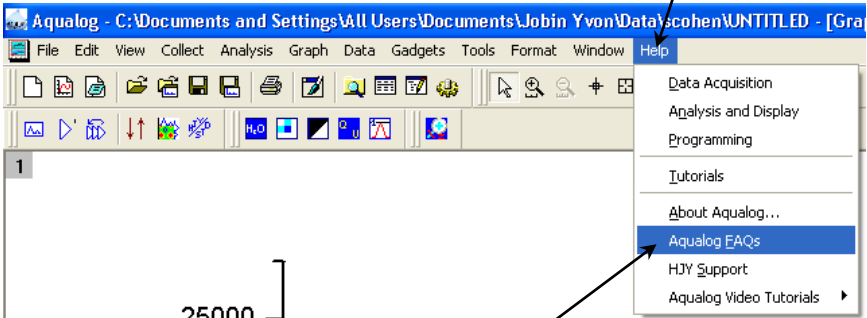 Aqualog - C:\Documents and Settings\All Users\Documents\Jobin Yvon\Data\scohen\UNTITLED - [Gra
File Edit View Collect Analysis Graph Data Gadgets Tools Format Window Help
Data Acquisition
Analysis and Display
Programming
Tutorials
About Aqualog...
Aqualog FAQs
HJY Support
Aqualog Video Tutorials
H₂O
Q U
1
25000